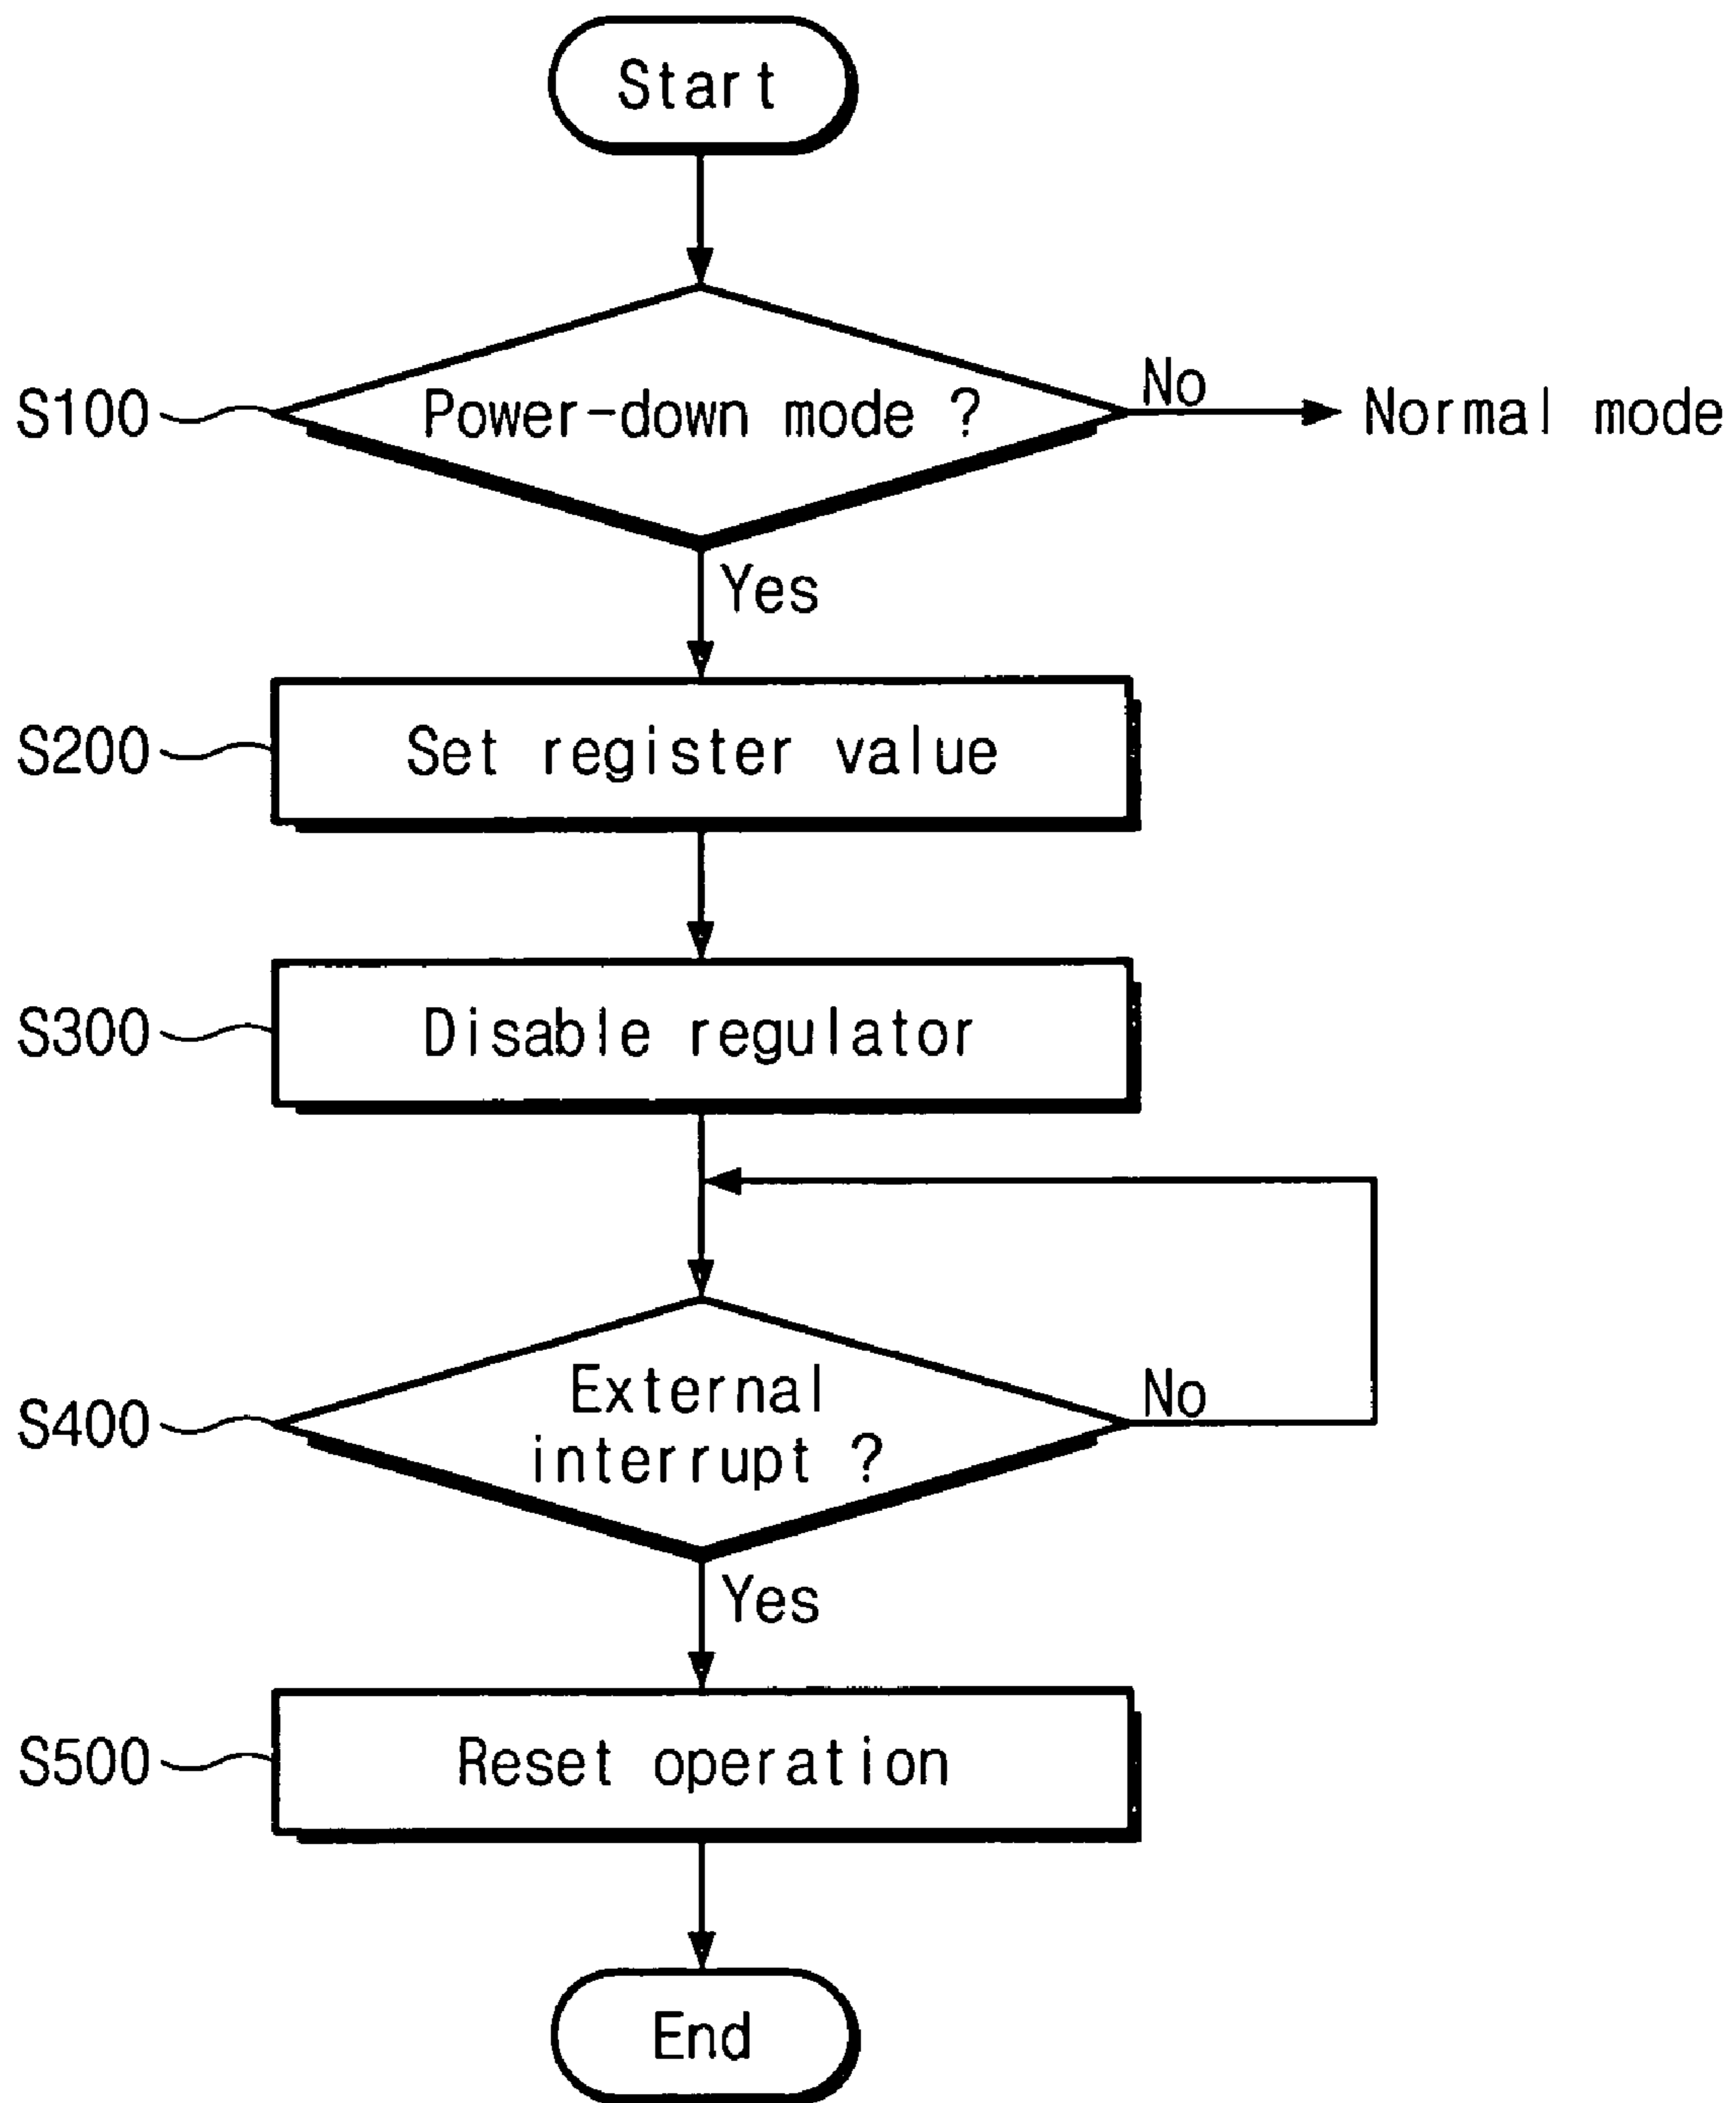 Start
S100
Power-down mode ?
No
Normal mode
Yes
S200
Set register value
S300
Disable regulator
S400
External
interrupt ?
No
Yes
S500
Reset operation
End